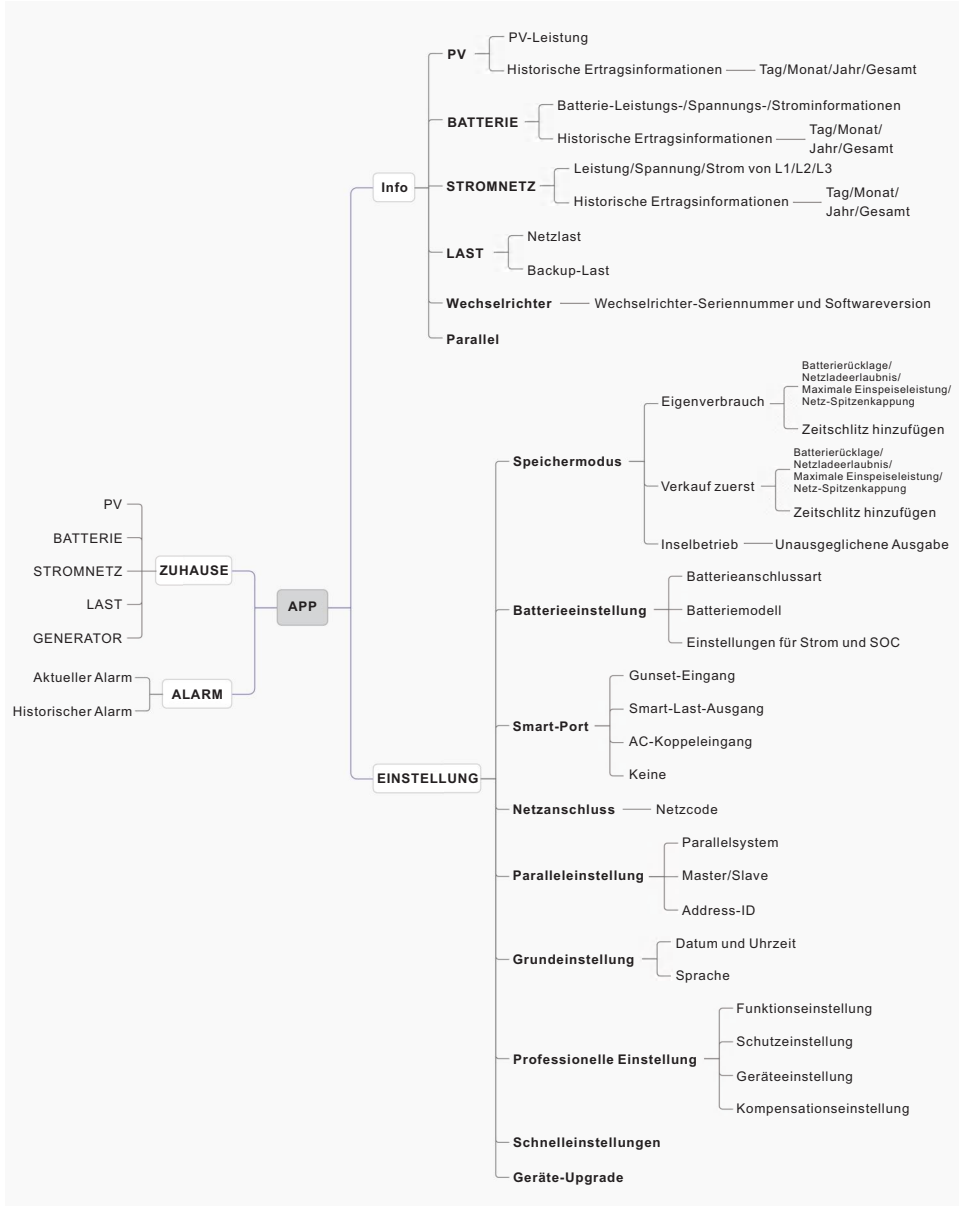 PV
PV-Leistung
Historische Ertragsinformationen
Tag/Monat/Jahr/Gesamt
BATTERIE
Batterie-Leistungs-/Spannungs-/Strominformationen
Historische Ertragsinformationen
Tag/Monat/
Jahr/Gesamt
Info
STROMNETZ
Leistung/Spannung/Strom von L1/L2/L3
Historische Ertragsinformationen
Tag/Monat/
Jahr/Gesamt
LAST
Netzlast
Backup-Last
Wechselrichter
Wechselrichter-Seriennummer und Softwareversion
Parallel
APP
ZUHAUSE
PV
BATTERIE
STROMNETZ
LAST
GENERATOR
ALARM
Aktueller Alarm
Historischer Alarm
EINSTELLUNG
Speichermodus
Eigenverbrauch
Batterierücklage/
Netzladeerlaubnis/
Maximale Einspeiseleistung/
Netz-Spitzenkappung
Zeitschlitz hinzufügen
Verkauf zuerst
Batterierücklage/
Netzladeerlaubnis/
Maximale Einspeiseleistung/
Netz-Spitzenkappung
Zeitschlitz hinzufügen
Inselbetrieb
Unausgeglichene Ausgabe
Batterieeinstellung
Batterieanschlussart
Batteriemodell
Einstellungen für Strom und SOC
Smart-Port
Gunset-Eingang
Smart-Last-Ausgang
AC-Koppeleingang
Keine
Netzanschluss
Netzcode
Paralleleinstellung
Parallelsystem
Master/Slave
Address-ID
Grundeinstellung
Datum und Uhrzeit
Sprache
Professionelle Einstellung
Funktionseinstellung
Schutzeinstellung
Geräteeinstellung
Kompensationseinstellung
Schnelleinstellungen
Geräte-Upgrade